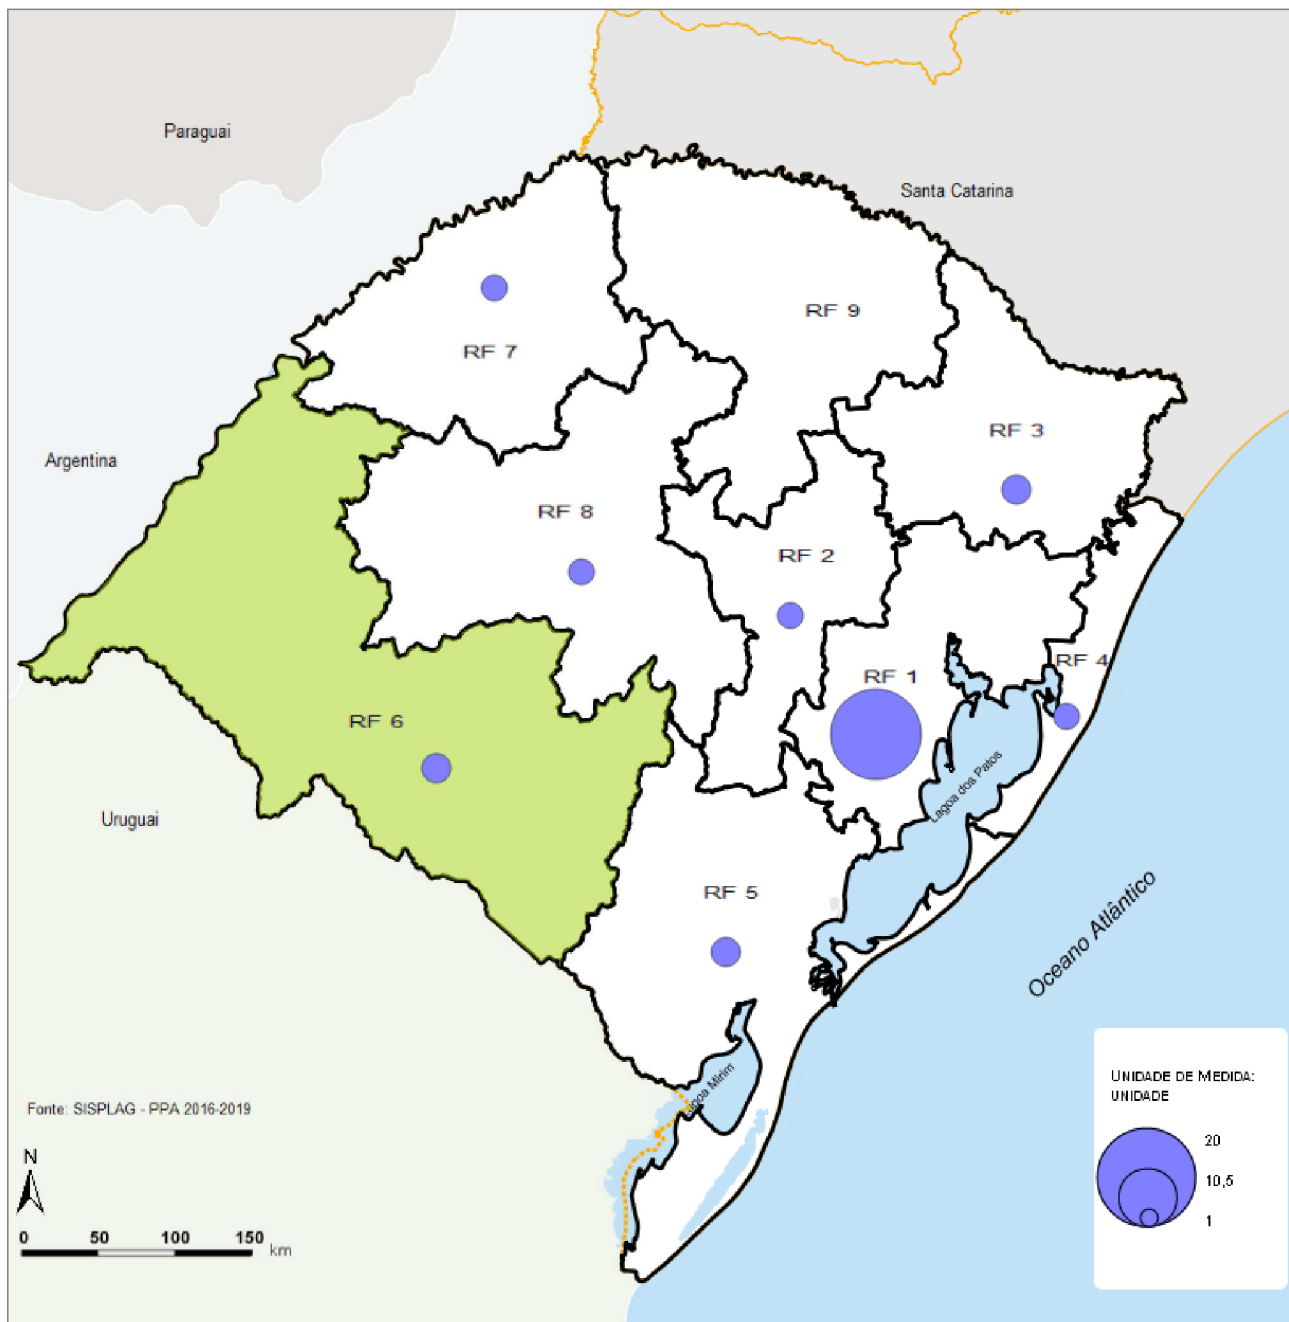 Paraguai
Santa Catarina
RF 9
RF 7
RF 3
Argentina
RF 8
RF 2
RF 4
RF 1
RF 6
Lagoa dos Patos
Uruguai
RF 5
Oceano Atlântico
UNIDADE DE MEDIDA:
UNIDADE
20
10,5
1
agoa Mirim
Fonte: SISPLAG - PPA 2016-2019
N
0 50 100 150
km